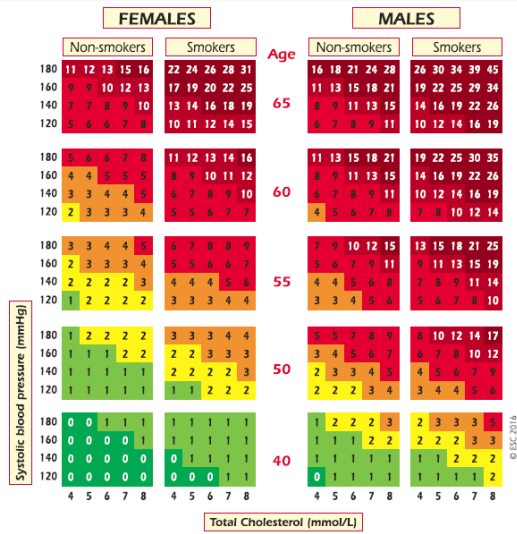 FEMALES MALES
Non-smokers Smokers Age Non-smokers Smokers
180 11 12 13 15 16 22 24 26 28 31 16 18 21 24 28 26 30 34 39 45
160 9 9 10 12 13 17 19 20 22 25 11 13 15 18 21 19 22 25 29 34
140 7 7 8 9 10 13 14 16 18 19 65 8 9 11 13 15 14 16 19 22 26
120 5 6 6 7 8 10 11 12 14 15 6 7 8 9 11 10 12 14 16 19
180 5 6 6 7 8 11 12 13 14 16 11 13 15 18 21 19 22 25 30 35
160 4 4 5 5 5 8 9 10 11 12 8 9 11 13 15 14 16 19 22 26
140 3 3 4 4 5 6 7 8 9 10 60 6 7 8 9 11 10 12 14 16 19
120 2 3 3 3 4 5 5 6 6 7 4 5 6 7 8 7 8 10 12 14
180 3 3 4 4 5 6 7 8 8 9 7 9 10 12 15 13 15 18 21 25
160 2 3 3 3 4 4 5 5 6 7 5 6 7 9 11 9 11 13 15 19
140 2 2 2 2 3 4 4 4 5 6 55 4 4 5 6 8 7 8 9 11 14
120 1 2 2 2 2 3 3 3 4 4 3 3 4 5 6 5 5 7 8 10
180 1 2 2 2 2 3 3 3 4 4 5 5 7 8 9 8 10 12 14 17
160 1 1 1 2 2 2 2 3 3 3 3 4 5 6 7 6 7 8 10 12
140 1 1 1 1 1 2 2 2 2 3 50 2 3 3 4 5 4 5 6 7 9
120 1 1 1 1 1 1 1 2 2 2 2 2 2 3 4 3 4 4 5 6
180 0 0 1 1 1 1 1 1 1 1 1 2 2 2 3 2 3 3 3 5
160 0 0 0 0 1 1 1 1 1 1 1 1 1 2 2 2 2 2 3 3
140 0 0 0 0 0 0 1 1 1 1 40 1 1 1 1 1 1 1 2 2 2
120 0 0 0 0 0 0 0 0 1 1 0 1 1 1 1 1 1 1 2 2
4 5 6 7 8 4 5 6 7 8 4 5 6 7 8 4 5 6 7 8
Systolic blood pressure (mmHg)
Total Cholesterol (mmol/L)
© ESC 2016